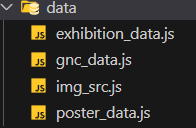 data
JS exhibition_data.js
JS gnc_data.js
JS img_src.js
JS poster_data.js